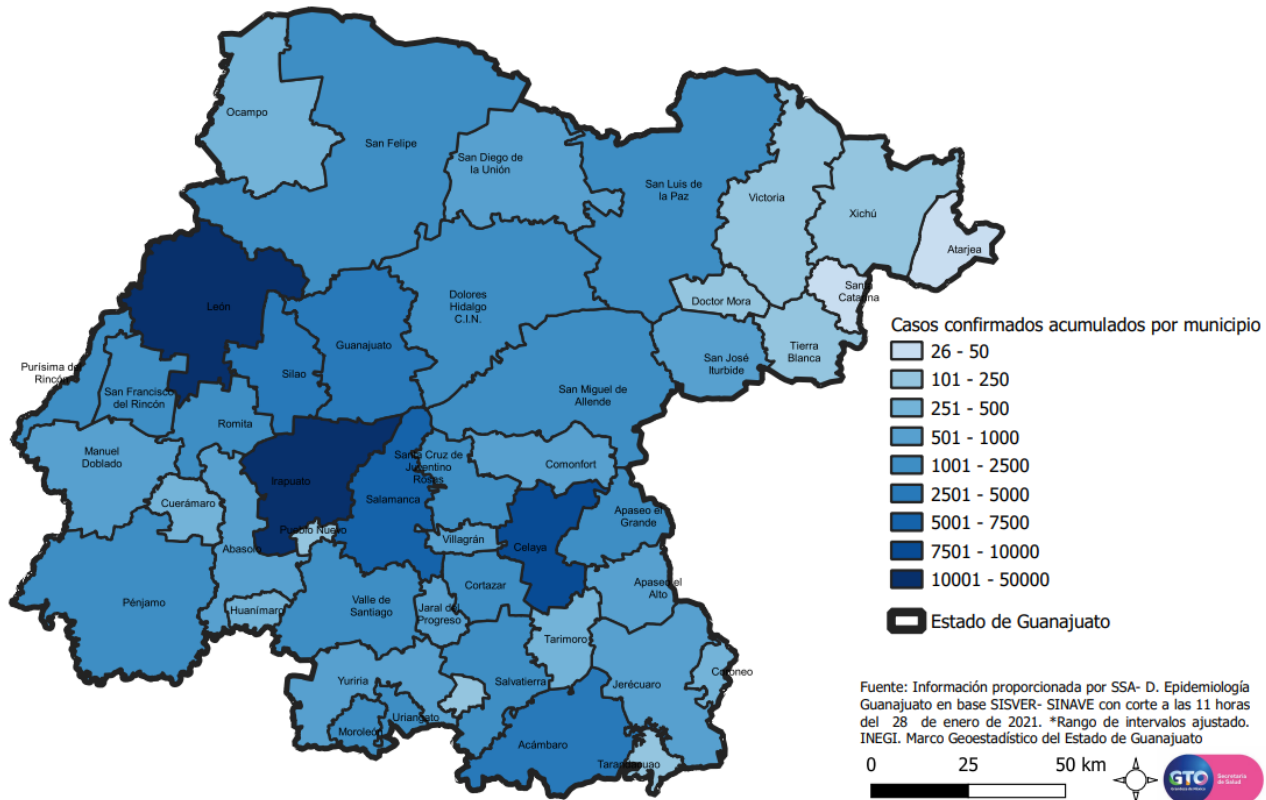 Ocampo
San Felipe
San Diego de
la Unión
San Luis de
la Paz
Victoria
Xichú
Atarjea
Santa
Catarina
León
Dolores
Hidalgo
C.I.N.
Doctor Mora
Tierra
Blanca
San José
Iturbide
Guanajuato
Silao
Purísima del
Rincón
San Francisco
del Rincón
Romita
San Miguel de
Allende
Manuel
Doblado
Santa Cruz de
Juventino
Rosas
Comonfort
Irapuato
Salamanca
Cuerámaro
Pueblo Nuevo
Apaseo el
Grande
Abasolo
Villagrán
Celaya
Pénjamo
Huanímaro
Valle de
Santiago
Cortazar
Jaral del
Progreso
Apaseo el
Alto
Tarimoro
Yuriria
Salvatierra
Jerécuaro
Coroneo
Uriangato
Moroleón
Acámbaro
Tarandacuao
Casos confirmados acumulados por municipio
26 - 50
101 - 250
251 - 500
501 - 1000
1001 - 2500
2501 - 5000
5001 - 7500
7501 - 10000
10001 - 50000
Estado de Guanajuato
Fuente: Información proporcionada por SSA- D. Epidemiología
Guanajuato en base SISVER- SINAVE con corte a las 11 horas
del 28 de enero de 2021. *Rango de intervalos ajustado.
INEGI. Marco Geoestadístico del Estado de Guanajuato
0 25 50 km
GTO
Secretaría
de Salud